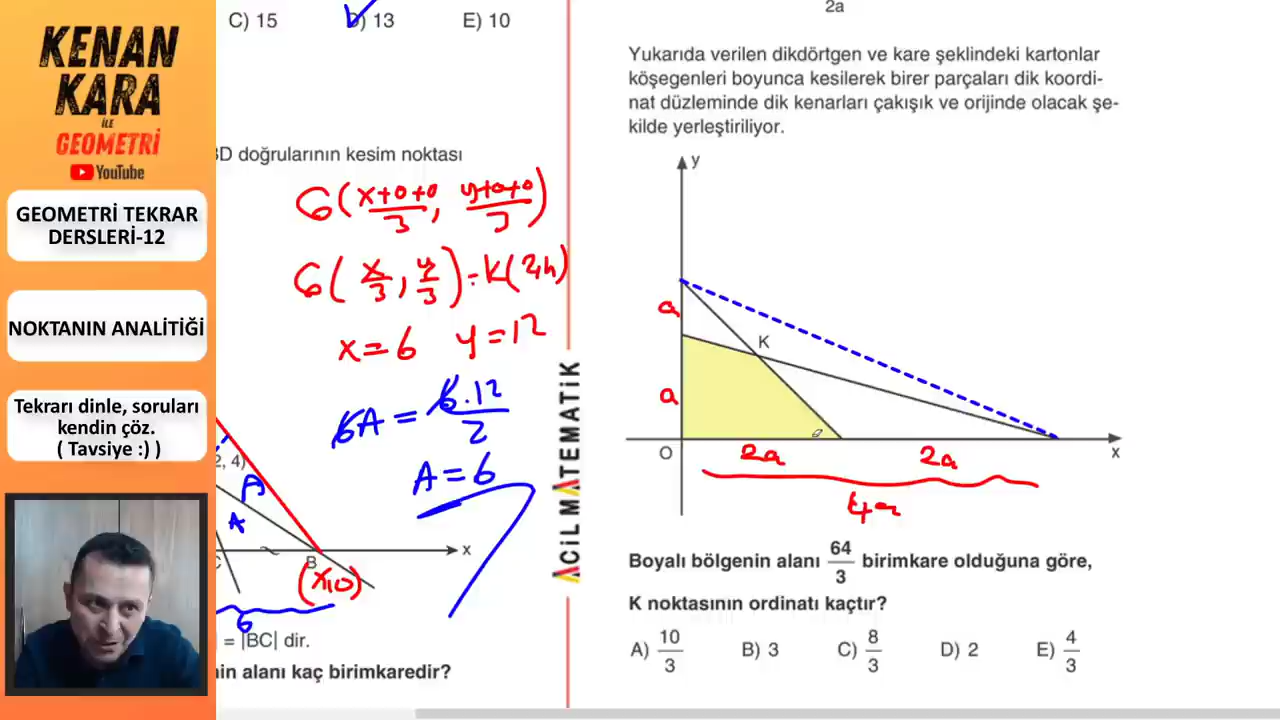 KENAN
KARA
İLE
GEOMETRİ
YouTube
GEOMETRİ TEKRAR
DERSLERİ-12
NOKTANIN ANALİTİĞİ
Tekrarı dinle, soruları
kendin çöz.
( Tavsiye :) )
C) 15
D) 13
E) 10
BD doğrularının kesim noktası
G(x+0+0/3, y+0+0/3)
G(x/3, y/3) = K(2,4)
x=6 y=12
6A = 6.12/2
A=6
2, 4)
A
A
C
B
x
(x,0)
6
= |BC| dir.
nin alanı kaç birimkaredir?
ACİLMATEMATİK
2a
Yukarıda verilen dikdörtgen ve kare şeklindeki kartonlar
köşegenleri boyunca kesilerek birer parçaları dik koordi-
nat düzleminde dik kenarları çakışık ve orijinde olacak şe-
kilde yerleştiriliyor.
y
a
K
a
O
x
2a 2a
4a
Boyalı bölgenin alanı 64/3 birimkare olduğuna göre,
K noktasının ordinatı kaçtır?
A) 10/3 B) 3 C) 8/3 D) 2 E) 4/3